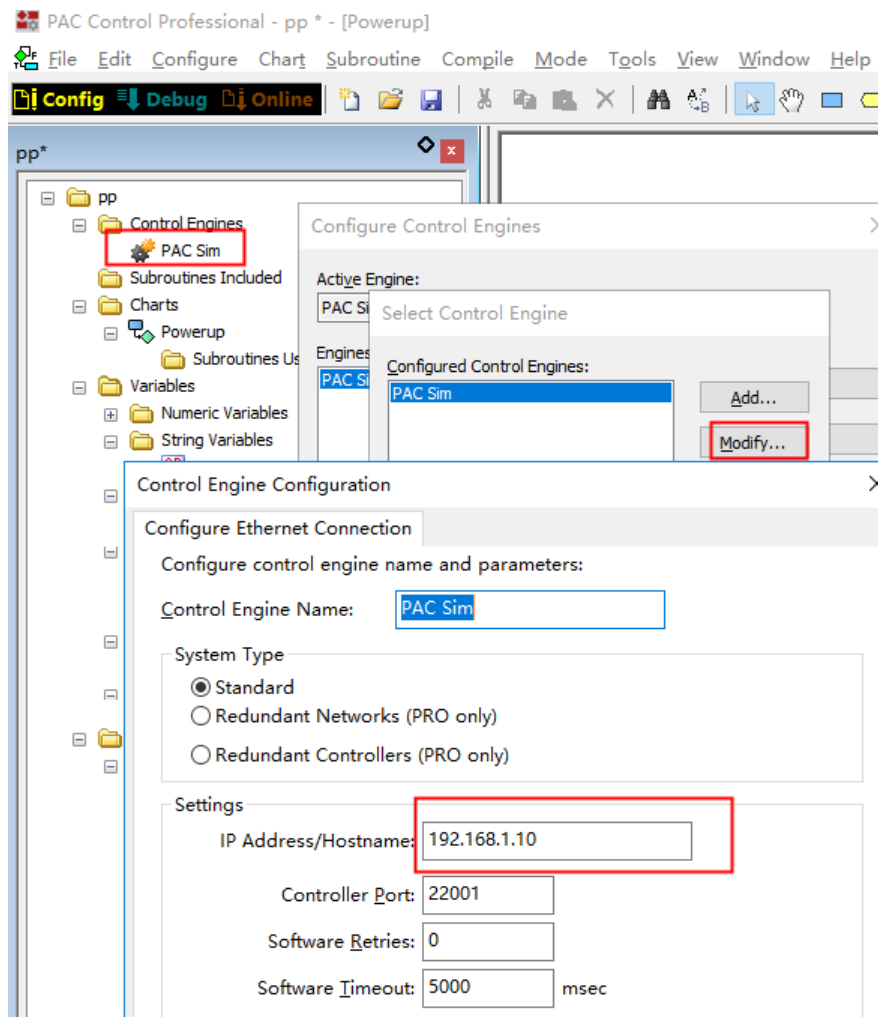 PAC Control Professional - pp * - [Powerup]
File Edit Configure Chart Subroutine Compile Mode Tools View Window Help
Config Debug Online
pp*
pp
Control Engines
PAC Sim
Subroutines Included
Charts
Powerup
Subroutines Us
Variables
Numeric Variables
String Variables
Configure Control Engines
Active Engine:
PAC Si
Engines
PAC Si
Select Control Engine
Configured Control Engines:
PAC Sim
Add...
Modify...
Control Engine Configuration
Configure Ethernet Connection
Configure control engine name and parameters:
Control Engine Name: PAC Sim
System Type
Standard
Redundant Networks (PRO only)
Redundant Controllers (PRO only)
Settings
IP Address/Hostname: 192.168.1.10
Controller Port: 22001
Software Retries: 0
Software Timeout: 5000 msec